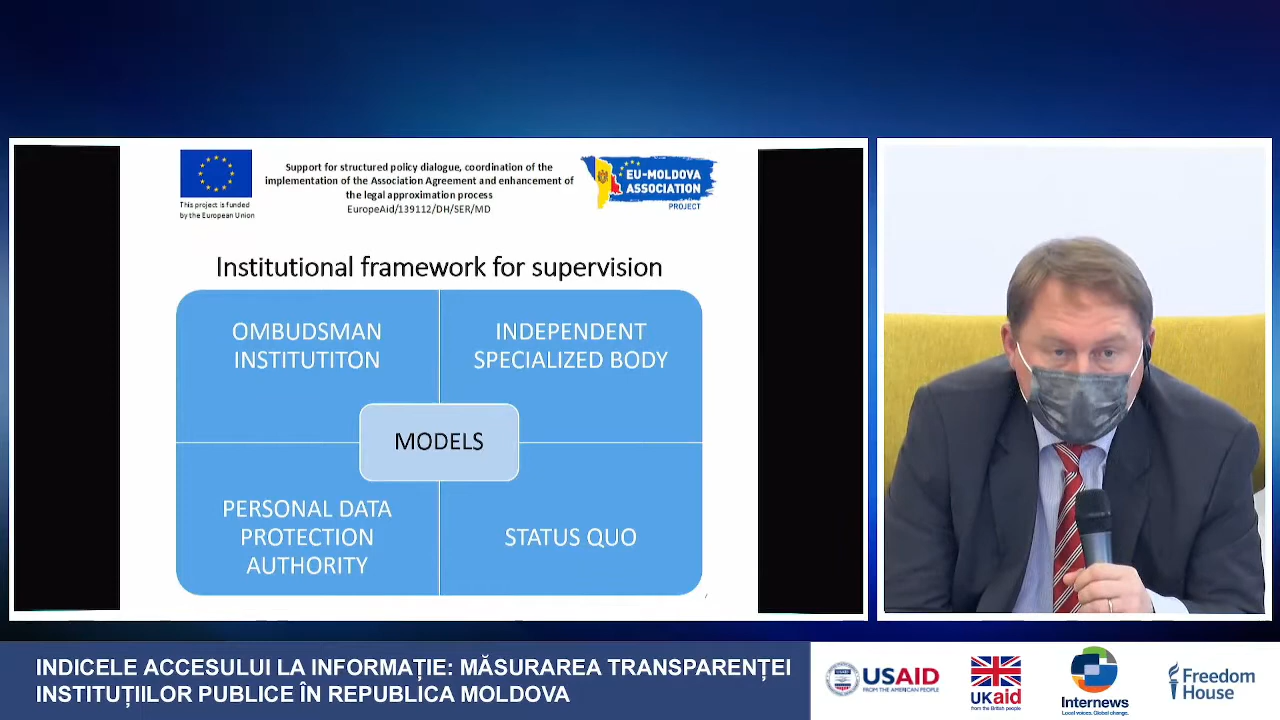 This project is funded
by the European Union
Support for structured policy dialogue, coordination of the
implementation of the Association Agreement and enhancement of
the legal approximation process
EuropeAid/139112/DH/SER/MD
EU-MOLDOVA
ASSOCIATION
PROJECT
Institutional framework for supervision
OMBUDSMAN
INSTITUTITON
INDEPENDENT
SPECIALIZED BODY
MODELS
PERSONAL DATA
PROTECTION
AUTHORITY
STATUS QUO
INDICELE ACCESULUI LA INFORMAȚIE: MĂSURAREA TRANSPARENȚEI
INSTITUȚIILOR PUBLICE ÎN REPUBLICA MOLDOVA
USAID
FROM THE AMERICAN PEOPLE
UKaid
from the British people
Internews
Local voices. Global change.
Freedom
House